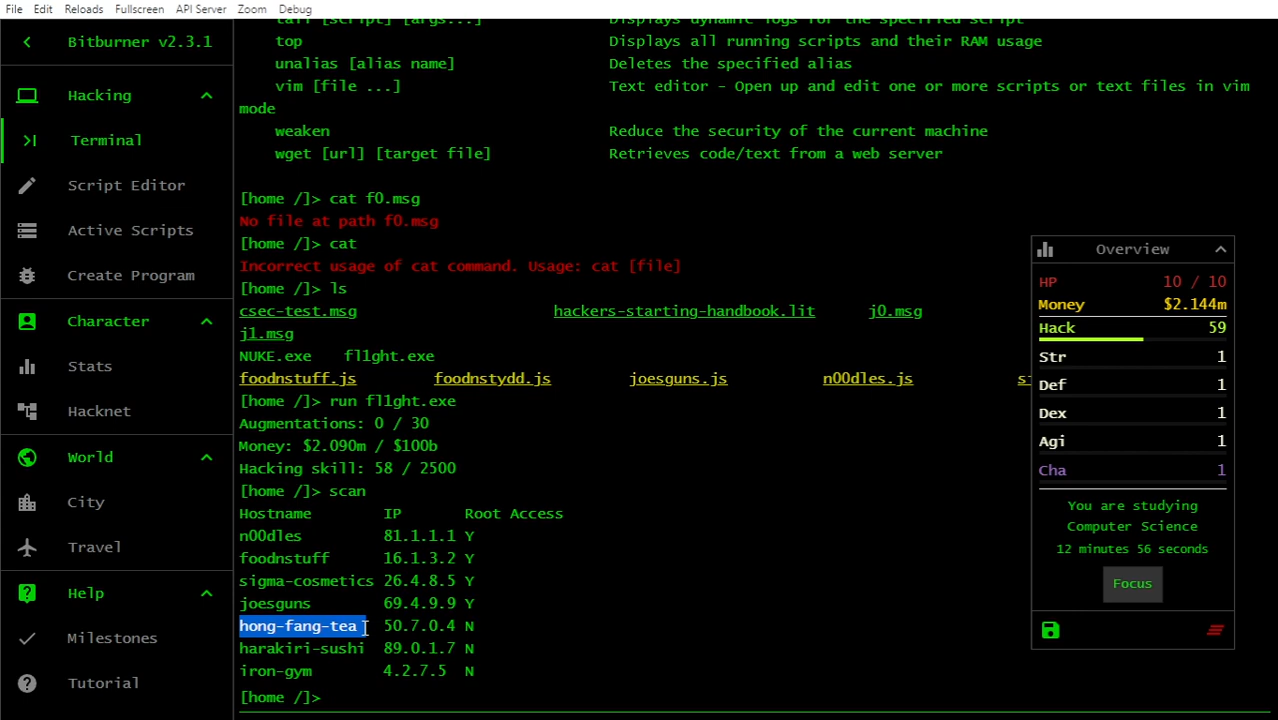 File Edit Reloads Fullscreen API Server Zoom Debug
Bitburner v2.3.1
Hacking
Terminal
Script Editor
Active Scripts
Create Program
Character
Stats
Hacknet
World
City
Travel
Help
Milestones
Tutorial
tail [script] [args...] Displays dynamic logs for the specified script
top Displays all running scripts and their RAM usage
unalias [alias name] Deletes the specified alias
vim [file ...] Text editor - Open up and edit one or more scripts or text files in vim
mode
weaken Reduce the security of the current machine
wget [url] [target file] Retrieves code/text from a web server
[home /]> cat f0.msg
No file at path f0.msg
[home /]> cat
Incorrect usage of cat command. Usage: cat [file]
[home /]> ls
csec-test.msg hackers-starting-handbook.lit j0.msg
j1.msg
NUKE.exe fl1ght.exe
foodnstuff.js foodnstydd.js joesguns.js n00dles.js
[home /]> run fl1ght.exe
Augmentations: 0 / 30
Money: $2.090m / $100b
Hacking skill: 58 / 2500
[home /]> scan
Hostname IP Root Access
n00dles 81.1.1.1 Y
foodnstuff 16.1.3.2 Y
sigma-cosmetics 26.4.8.5 Y
joesguns 69.4.9.9 Y
hong-fang-tea 50.7.0.4 N
harakiri-sushi 89.0.1.7 N
iron-gym 4.2.7.5 N
[home /]>
Overview
HP 10 / 10
Money $2.144m
Hack 59
Str 1
Def 1
Dex 1
Agi 1
Cha 1
You are studying
Computer Science
12 minutes 56 seconds
Focus